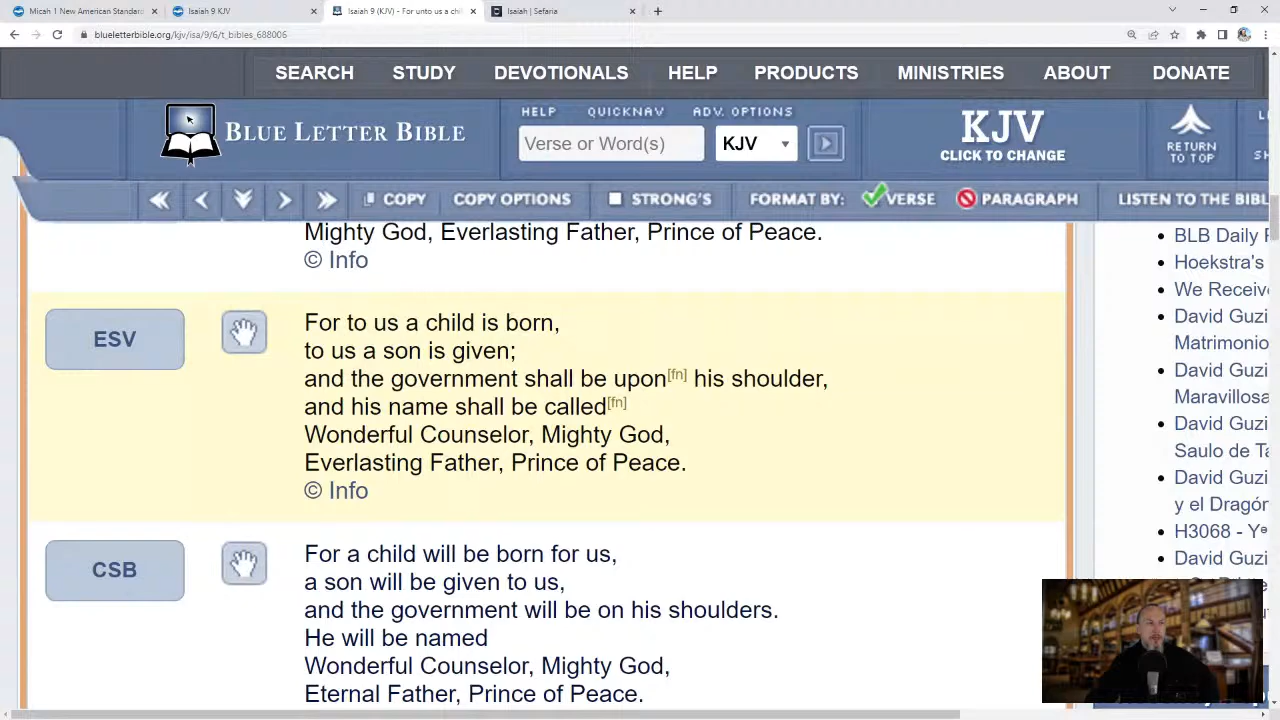 Micah 1 New American Standard
Isaiah 9 KJV
Isaiah 9 (KJV) - For unto us a chi
Isaiah | Sefaria
blueletterbible.org/kjv/isa/9/6/t_bibles_688006
SEARCH STUDY DEVOTIONALS HELP PRODUCTS MINISTRIES ABOUT DONATE
HELP QUICKNAV ADV. OPTIONS
BLUE LETTER BIBLE
Verse or Word(s)
KJV
KJV
CLICK TO CHANGE
RETURN
TO TOP
COPY COPY OPTIONS STRONG'S FORMAT BY: VERSE PARAGRAPH LISTEN TO THE BIBL
Mighty God, Everlasting Father, Prince of Peace.
© Info
ESV
For to us a child is born,
to us a son is given;
and the government shall be upon[fn] his shoulder,
and his name shall be called[fn]
Wonderful Counselor, Mighty God,
Everlasting Father, Prince of Peace.
© Info
CSB
For a child will be born for us,
a son will be given to us,
and the government will be on his shoulders.
He will be named
Wonderful Counselor, Mighty God,
Eternal Father, Prince of Peace.
BLB Daily
Hoekstra's
We Receive
David Guzi
Matrimonio
David Guzi
Maravillosa
David Guzi
Saulo de Ta
David Guzi
y el Dragón
H3068 - Yᵉ
David Guzi